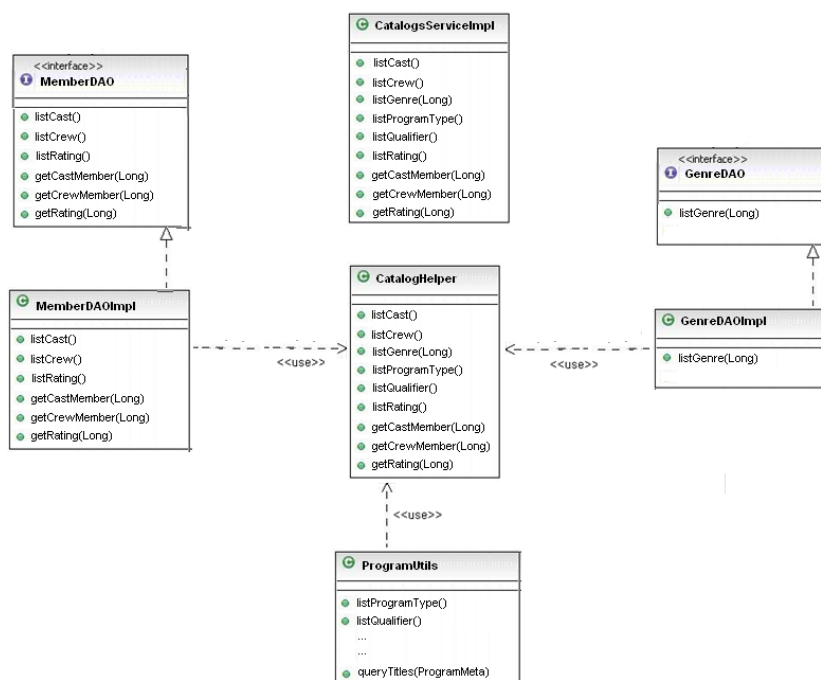 <<interface>>
MemberDAO
listCast()
listCrew()
listRating()
getCastMember(Long)
getCrewMember(Long)
getRating(Long)
CatalogsServiceImpl
listCast()
listCrew()
listGenre(Long)
listProgramType()
listQualifier()
listRating()
getCastMember(Long)
getCrewMember(Long)
getRating(Long)
<<interface>>
GenreDAO
listGenre(Long)
MemberDAOImpl
listCast()
listCrew()
listRating()
getCastMember(Long)
getCrewMember(Long)
getRating(Long)
<<use>>
CatalogHelper
listCast()
listCrew()
listGenre(Long)
listProgramType()
listQualifier()
listRating()
getCastMember(Long)
getCrewMember(Long)
getRating(Long)
<<use>>
GenreDAOImpl
listGenre(Long)
<<use>>
ProgramUtils
listProgramType()
listQualifier()
...
...
queryTitles(ProgramMeta)